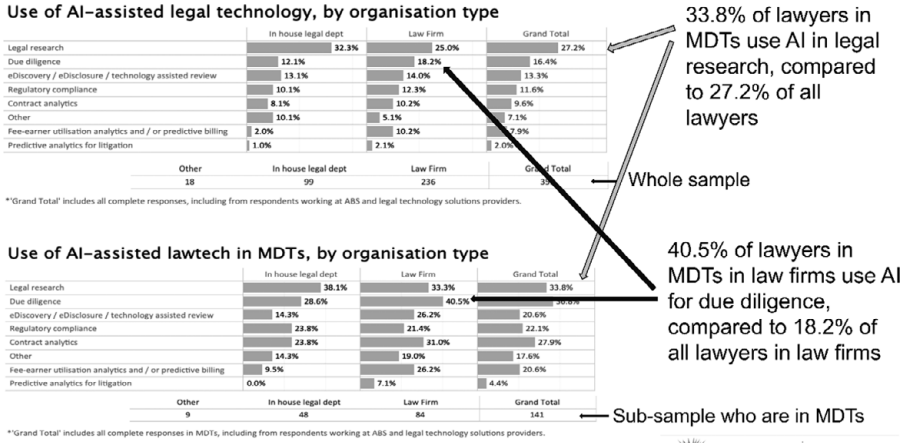 Use of AI-assisted legal technology, by organisation type
In house legal dept Law Firm Grand Total
Legal research 32.3% 25.0% 27.2%
Due diligence 12.1% 18.2% 16.4%
eDiscovery / eDisclosure / technology assisted review 13.1% 14.0% 13.3%
Regulatory compliance 10.1% 12.3% 11.6%
Contract analytics 8.1% 10.2% 9.6%
Other 10.1% 5.1% 7.1%
Fee-earner utilisation analytics and / or predictive billing 2.0% 10.2% 7.9%
Predictive analytics for litigation 1.0% 2.1% 2.0%
Other In house legal dept Law Firm Grand Total
18 99 236
*'Grand Total' includes all complete responses, including from respondents working at ABS and legal technology solutions providers.
33.8% of lawyers in
MDTs use AI in legal
research, compared
to 27.2% of all
lawyers
Whole sample
Use of AI-assisted lawtech in MDTs, by organisation type
In house legal dept Law Firm Grand Total
Legal research 38.1% 33.3% 33.8%
Due diligence 28.6% 40.5%
eDiscovery / eDisclosure / technology assisted review 14.3% 26.2% 20.6%
Regulatory compliance 23.8% 21.4% 22.1%
Contract analytics 23.8% 31.0% 27.9%
Other 14.3% 19.0% 17.6%
Fee-earner utilisation analytics and / or predictive billing 9.5% 26.2% 20.6%
Predictive analytics for litigation 0.0% 7.1% 4.4%
Other In house legal dept Law Firm Grand Total
9 48 84 141
*'Grand Total' includes all complete responses in MDTs, including from respondents working at ABS and legal technology solutions providers.
40.5% of lawyers in
MDTs in law firms use AI
for due diligence,
compared to 18.2% of
all lawyers in law firms
Sub-sample who are in MDTs